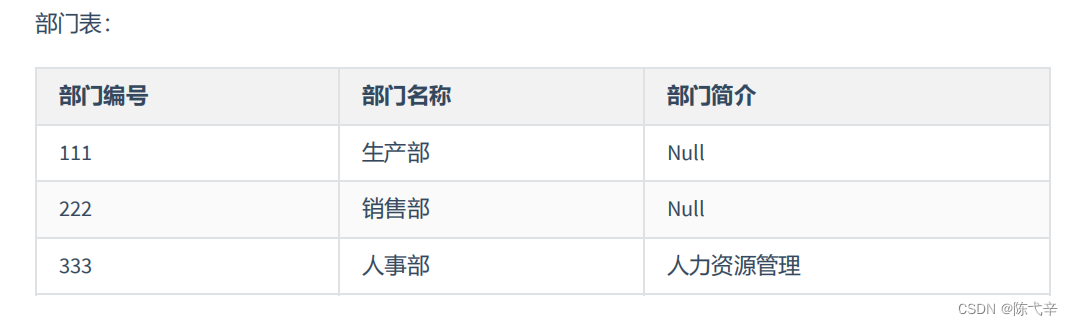 部门表：
部门编号 部门名称 部门简介
111 生产部 Null
222 销售部 Null
333 人事部 人力资源管理
CSDN @陈弋辛